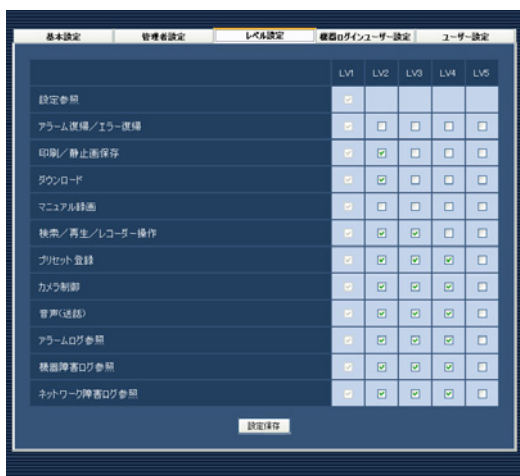 基本設定 管理者設定 レベル設定 機器ログインユーザー設定 ユーザー設定
LV1 LV2 LV3 LV4 LV5
設定参照
アラーム復帰／エラー復帰
印刷／静止画保存
ダウンロード
マニュアル録画
検索／再生／レコーダー操作
プリセット登録
カメラ制御
音声(送話)
アラームログ参照
機器障害ログ参照
ネットワーク障害ログ参照
設定保存